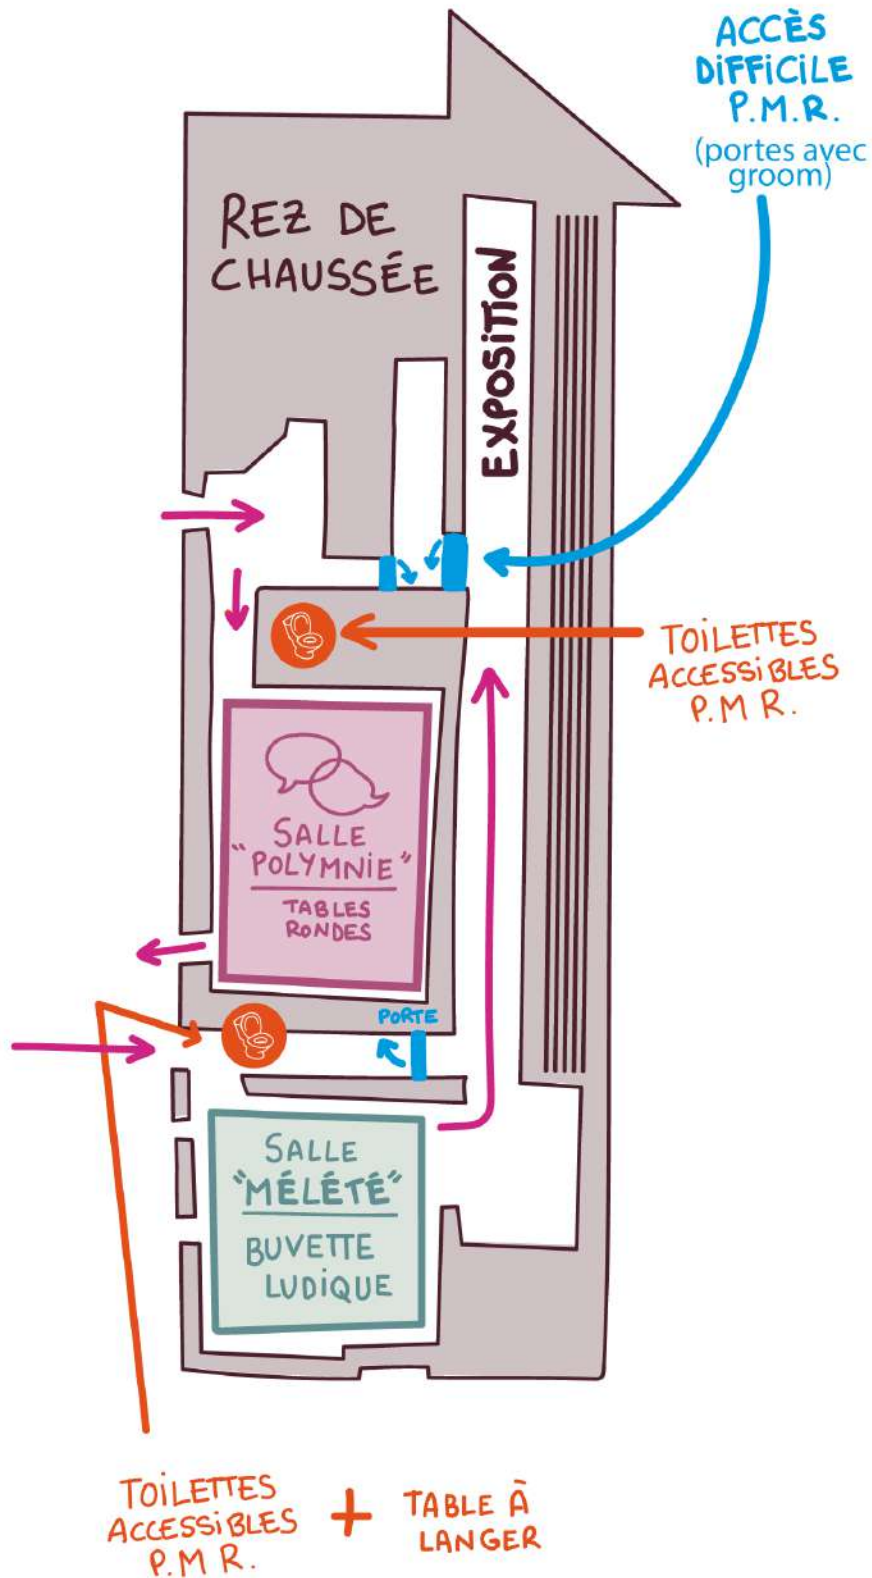 ACCÈS
DiFFiCiLE
P.M.R.
(portes avec
groom)
REZ DE
CHAUSSÉE
EXPOSiTiON
TOiLETTES
ACCESSiBLES
P.M R.
SALLE
"POLYMNiE"
TABLES
RONDES
PORTE
SALLE
"MÉLÉTÉ"
BUVETTE
LUDiQUE
TOiLETTES
ACCESSiBLES
P.M R.
+
TABLE À
LANGER